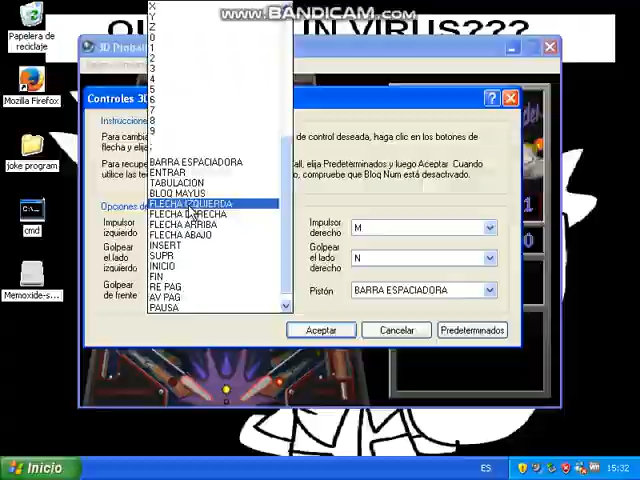 www.BANDICAM.com
IN VIRUS???
Papelera de
reciclaje
Mozilla Firefox
joke program
cmd
Memoxide-s...
3D Pinball
Controles 3D
X
Y
Z
0
1
2
3
4
5
6
7
8
9
;
BARRA ESPACIADORA
ENTRAR
TABULACION
BLOQ MAYUS
FLECHA IZQUIERDA
FLECHA DERECHA
FLECHA ARRIBA
FLECHA ABAJO
INSERT
SUPR
INICIO
FIN
RE PAG
AV PAG
PAUSA
Instruccione
Para cambia
de control deseada, haga clic en los botones de
flecha y elij
Para recupe
all, elija Predeterminados y luego Aceptar Cuando
utilice las te
compruebe que Bloq Num está desactivado.
Opciones de
Impulsor
izquierdo
Golpear
el lado
izquierdo
Golpear
de frente
Impulsor
derecho
M
Golpear
el lado
derecho
N
Pistón
BARRA ESPACIADORA
Aceptar
Cancelar
Predeterminados
1
0
Inicio
ES
15:32